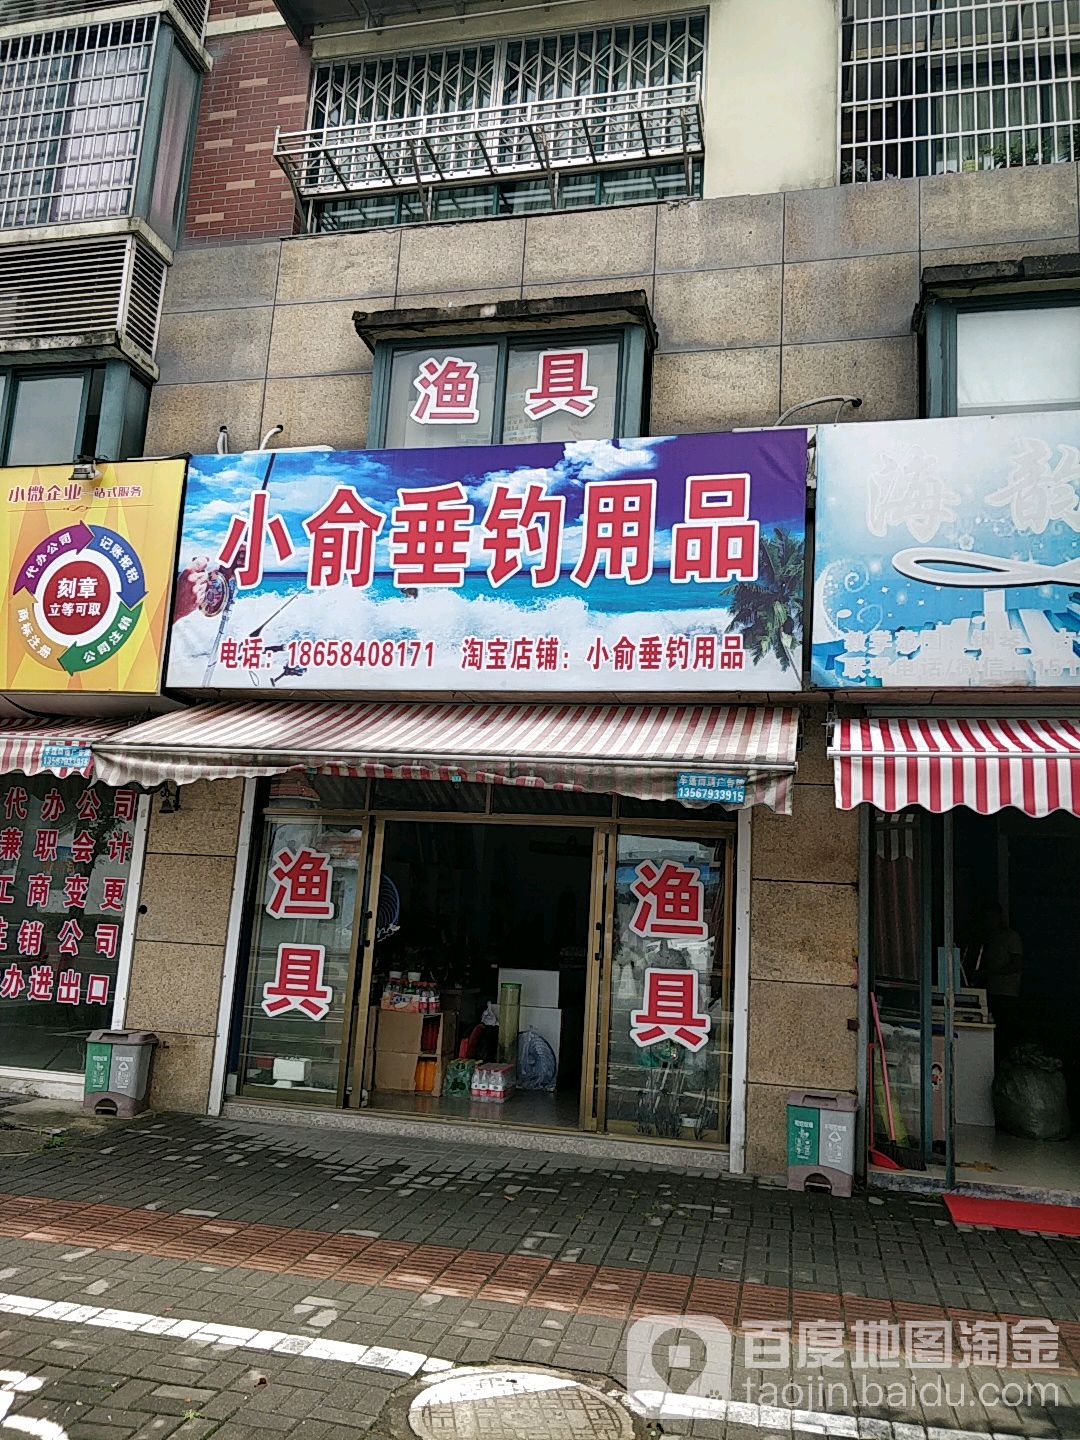 渔具
小微企业一站式服务
代办公司
记账报税
刻章
立等可取
商标注册
公司注销
小俞垂钓用品
电话：18658408171 淘宝店铺：小俞垂钓用品
海韵
13567933915
13567933915
代办公司
兼职会计
工商变更
注销公司
办进出口
渔具
渔具
百度地图淘金
taojin.baidu.com